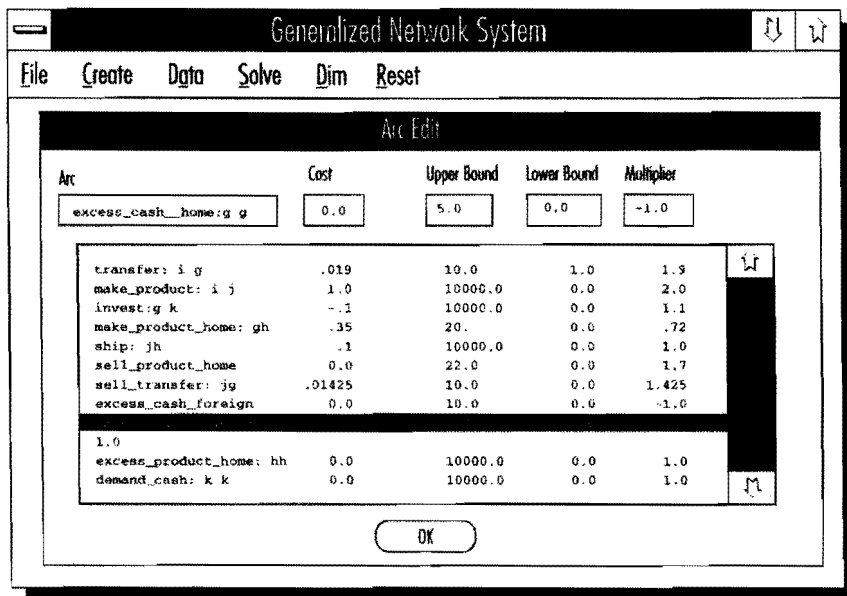 Generalized Network System
File Create Data Solve Dim Reset
Arc Edit
Arc Cost Upper Bound Lower Bound Multiplier
excess_cash__home:g g 0.0 5.0 0.0 -1.0
transfer: i g .019 10.0 1.0 1.9
make_product: i j 1.0 10000.0 0.0 2.0
invest:g k -.1 10000.0 0.0 1.1
make_product_home: gh .35 20. 0.0 .72
ship: jh .1 10000.0 0.0 1.0
sell_product_home 0.0 22.0 0.0 1.7
sell_transfer: jg .01425 10.0 0.0 1.425
excess_cash_foreign 0.0 10.0 0.0 -1.0
1.0
excess_product_home: hh 0.0 10000.0 0.0 1.0
demand_cash: k k 0.0 10000.0 0.0 1.0
OK